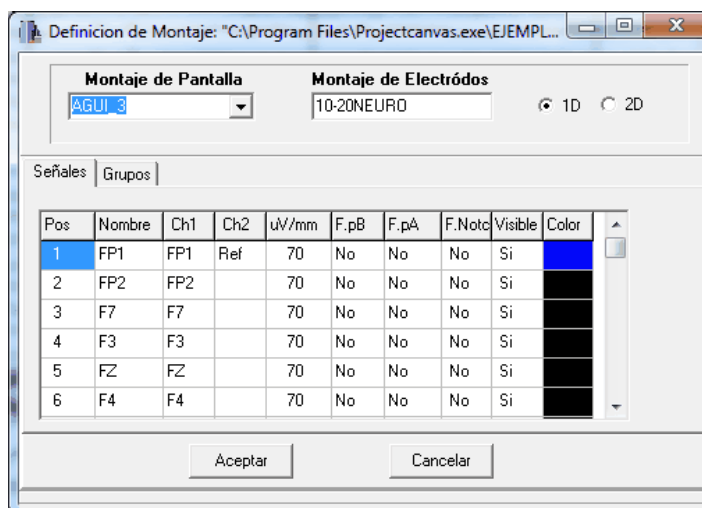 Definicion de Montaje: "C:\Program Files\Projectcanvas.exe\EJEMPL...
Montaje de Pantalla Montaje de Electródos
AGUI_3 10-20NEURO 1D 2D
Señales Grupos
Pos Nombre Ch1 Ch2 uV/mm F.pB F.pA F.Notc Visible Color
1 FP1 FP1 Ref 70 No No No Si
2 FP2 FP2 70 No No No Si
3 F7 F7 70 No No No Si
4 F3 F3 70 No No No Si
5 FZ FZ 70 No No No Si
6 F4 F4 70 No No No Si
Aceptar Cancelar